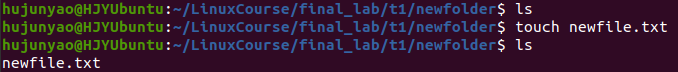 hujunyao@HJYUbuntu:~/LinuxCourse/final_lab/t1/newfolder$ ls
hujunyao@HJYUbuntu:~/LinuxCourse/final_lab/t1/newfolder$ touch newfile.txt
hujunyao@HJYUbuntu:~/LinuxCourse/final_lab/t1/newfolder$ ls
newfile.txt